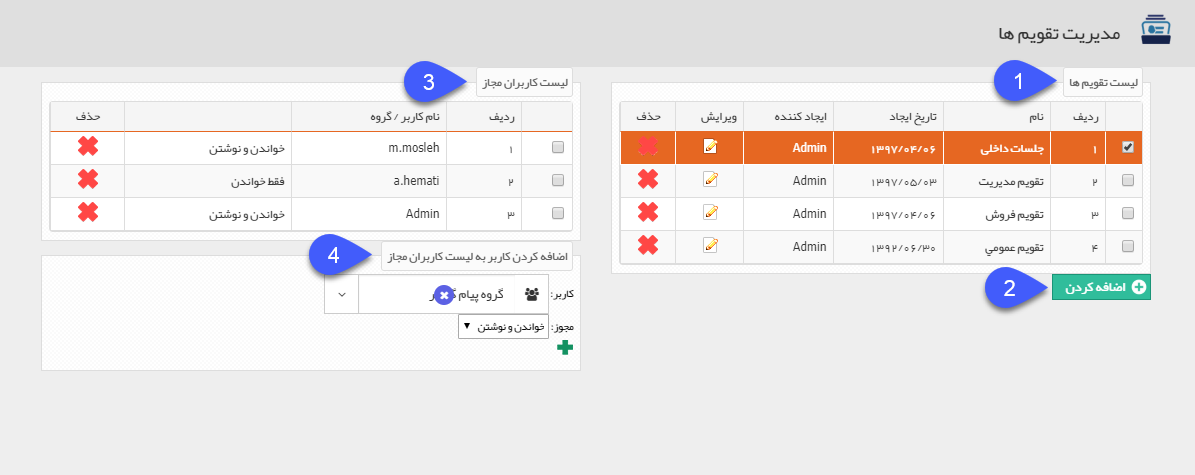 مدیریت تقویم ها
1
لیست تقویم ها
ردیف نام تاریخ ایجاد ایجاد کننده ویرایش حذف
۱ جلسات داخلی ۱۳۹۷/۰۴/۰۶ Admin
۲ تقویم مدیریت ۱۳۹۷/۰۵/۰۳ Admin
۳ تقویم فروش ۱۳۹۷/۰۴/۰۶ Admin
۴ تقویم عمومي ۱۳۹۲/۰۶/۳۰ Admin
2
اضافه کردن
3
لیست کاربران مجاز
ردیف نام کاربر / گروه حذف
۱ m.mosleh خواندن و نوشتن
۲ a.hemati فقط خواندن
۳ Admin خواندن و نوشتن
4
اضافه کردن کاربر به لیست کاربران مجاز
کاربر: گروه پیام
مجوز: خواندن و نوشتن